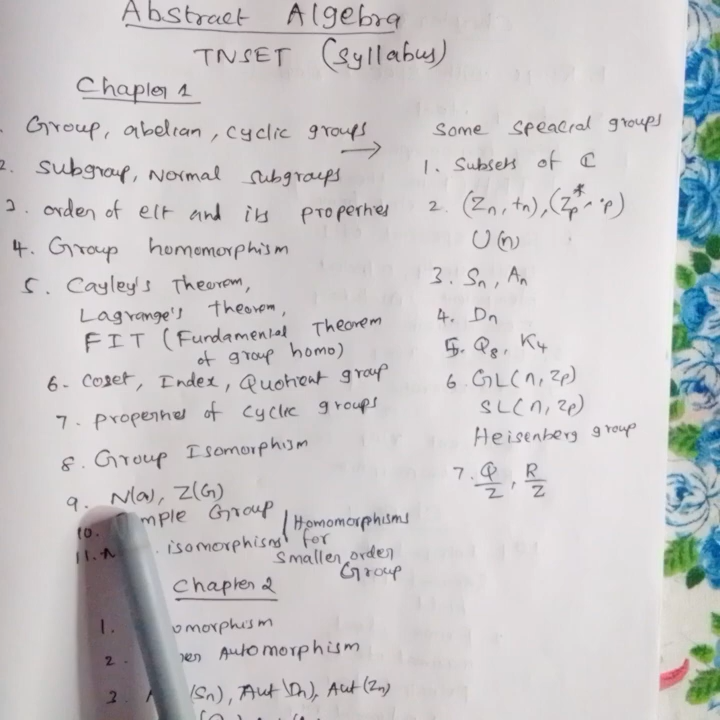 Abstract Algebra
TNSET (Syllabus)
Chapter 1
Group, abelian, cyclic groups →
2. Subgroup, Normal subgroups
3. order of elt and its properties
4. Group homomorphism
5. Cayley's Theorem,
Lagrange's theorem,
FIT (Fundamental Theorem
of group homo)
6. Coset, Index, Quotient group
7. properties of cyclic groups
8. Group Isomorphism
9. N(a), Z(G)
10. mple Group
11. isomorphisms / Homomorphisms
for
Smaller order
Group
some speacial groups
1. Subsets of ℂ
2. (Zn, +n), (Zp*, ·p)
U(n)
3. Sn, An
4. Dn
5. Q8, K4
6. GL(n, Zp)
SL(n, Zp)
Heisenberg group
7. Q/Z, R/Z
Chapter 2
1. omorphism
2. ner Automorphism
3. (Sn), Aut(Dn), Aut(Zn)